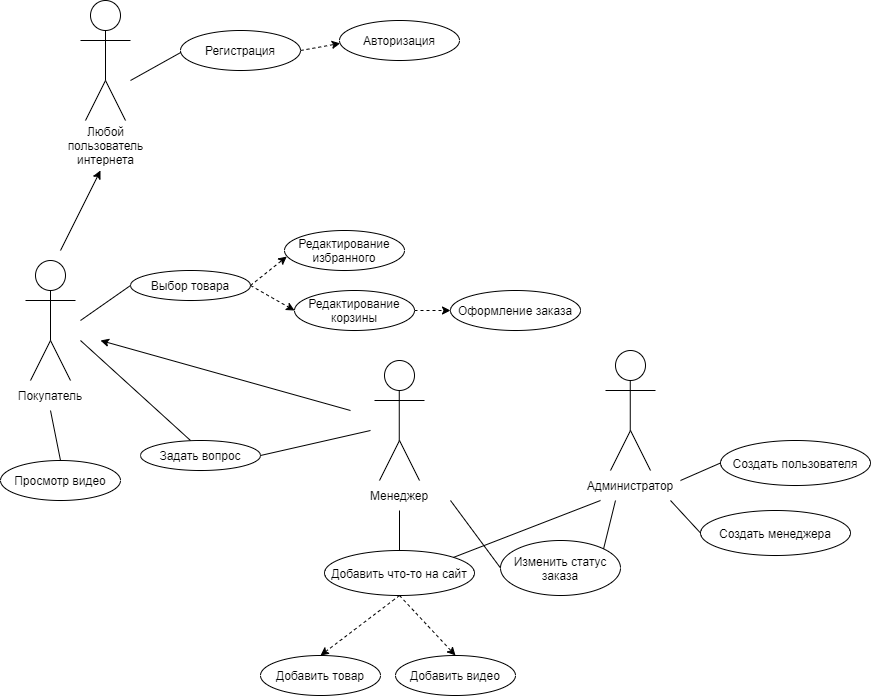 Регистрация
Авторизация
Любой
пользователь
интернета
Редактирование
избранного
Выбор товара
Редактирование
корзины
Оформление заказа
Покупатель
Задать вопрос
Просмотр видео
Менеджер
Администратор
Создать пользователя
Создать менеджера
Добавить что-то на сайт
Изменить статус
заказа
Добавить товар
Добавить видео